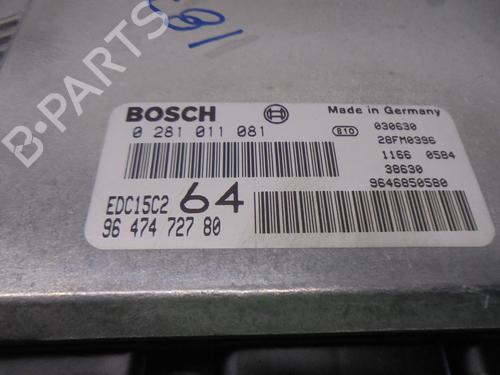 B-PARTS
BOSCH
Made in Germany
0 281 011 081
810
030630
28FM0396
1166 0584
38630
9646850580
EDC15C2 64
96 474 727 80